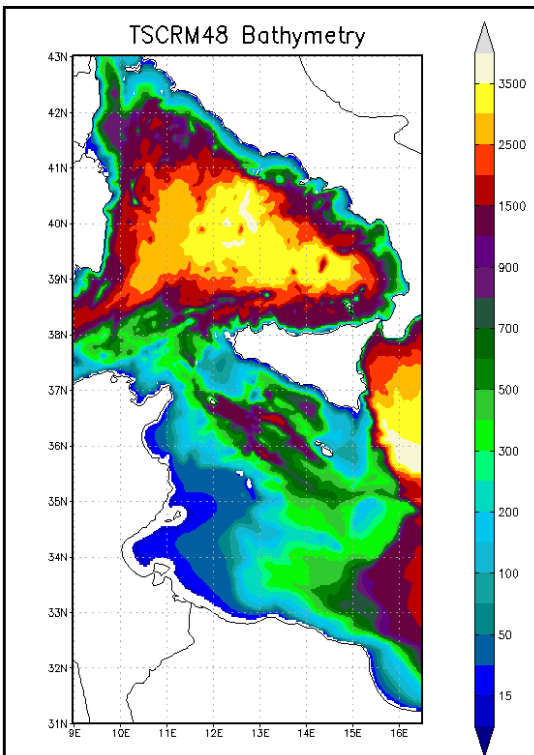 TSCRM48 Bathymetry
43N
42N
41N
40N
39N
38N
37N
36N
35N
34N
33N
32N
31N
9E 10E 11E 12E 13E 14E 15E 16E
3500
2500
1500
900
700
500
300
200
100
50
15